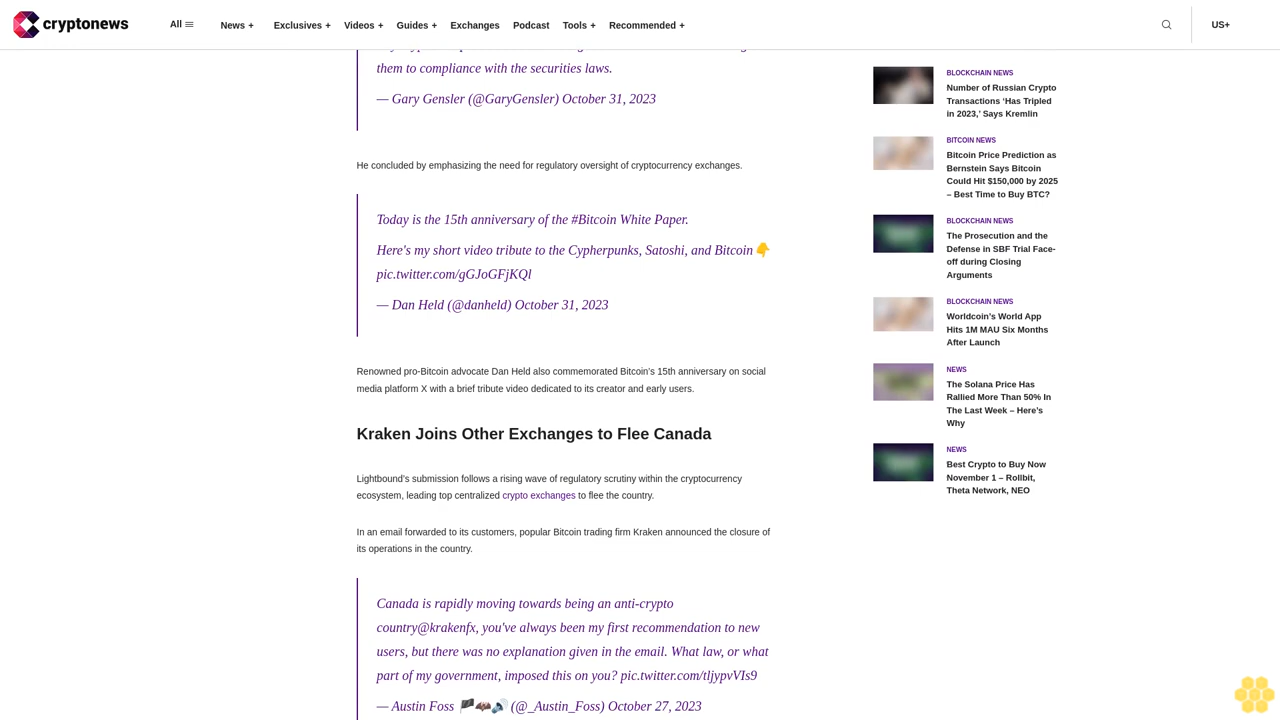 cryptonews
All
News +
Exclusives +
Videos +
Guides +
Exchanges
Podcast
Tools +
Recommended +
US+
them to compliance with the securities laws.
— Gary Gensler (@GaryGensler) October 31, 2023
He concluded by emphasizing the need for regulatory oversight of cryptocurrency exchanges.
Today is the 15th anniversary of the #Bitcoin White Paper.
Here's my short video tribute to the Cypherpunks, Satoshi, and Bitcoin👇
pic.twitter.com/gGJoGFjKQl
— Dan Held (@danheld) October 31, 2023
Renowned pro-Bitcoin advocate Dan Held also commemorated Bitcoin’s 15th anniversary on social
media platform X with a brief tribute video dedicated to its creator and early users.
Kraken Joins Other Exchanges to Flee Canada
Lightbound’s submission follows a rising wave of regulatory scrutiny within the cryptocurrency
ecosystem, leading top centralized crypto exchanges to flee the country.
In an email forwarded to its customers, popular Bitcoin trading firm Kraken announced the closure of
its operations in the country.
Canada is rapidly moving towards being an anti-crypto
country@krakenfx, you've always been my first recommendation to new
users, but there was no explanation given in the email. What law, or what
part of my government, imposed this on you? pic.twitter.com/tljypvVIs9
— Austin Foss 🏴🦇🔊 (@_Austin_Foss) October 27, 2023
BLOCKCHAIN NEWS
Number of Russian Crypto
Transactions ‘Has Tripled
in 2023,’ Says Kremlin
BITCOIN NEWS
Bitcoin Price Prediction as
Bernstein Says Bitcoin
Could Hit $150,000 by 2025
– Best Time to Buy BTC?
BLOCKCHAIN NEWS
The Prosecution and the
Defense in SBF Trial Face-
off during Closing
Arguments
BLOCKCHAIN NEWS
Worldcoin’s World App
Hits 1M MAU Six Months
After Launch
NEWS
The Solana Price Has
Rallied More Than 50% In
The Last Week – Here’s
Why
NEWS
Best Crypto to Buy Now
November 1 – Rollbit,
Theta Network, NEO